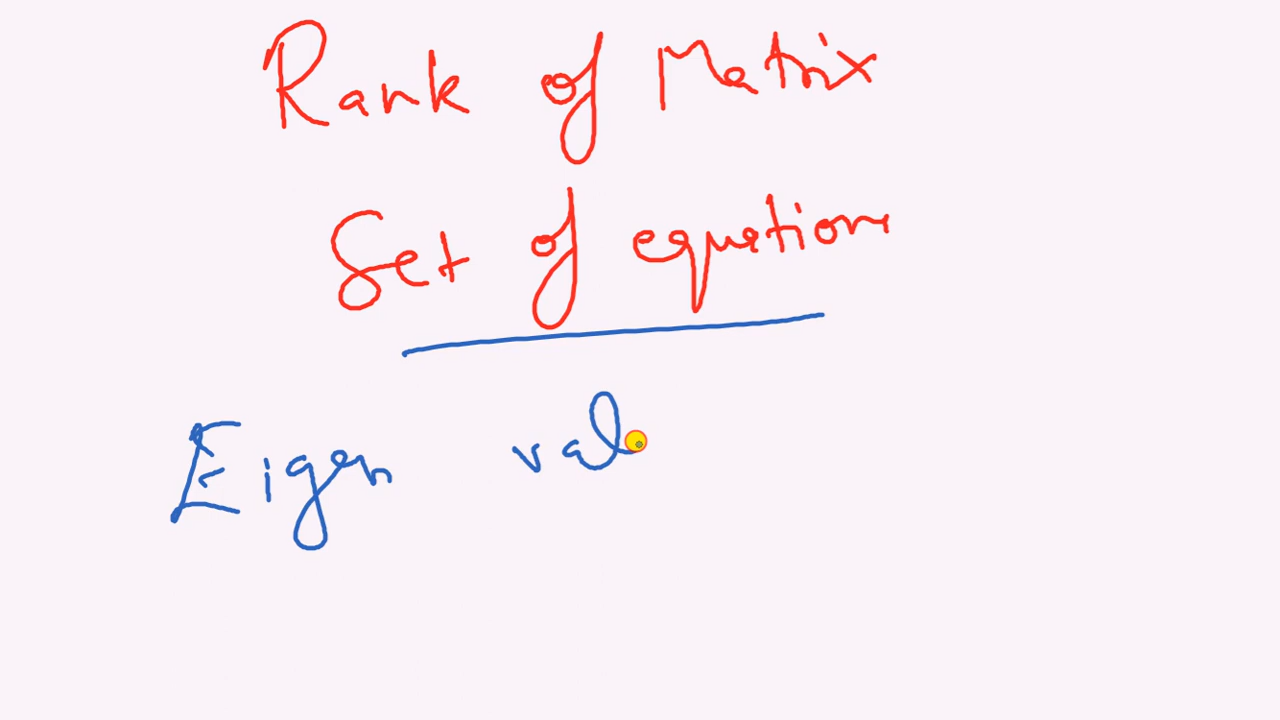 Rank of Matrix
Set of equations
Eigen val